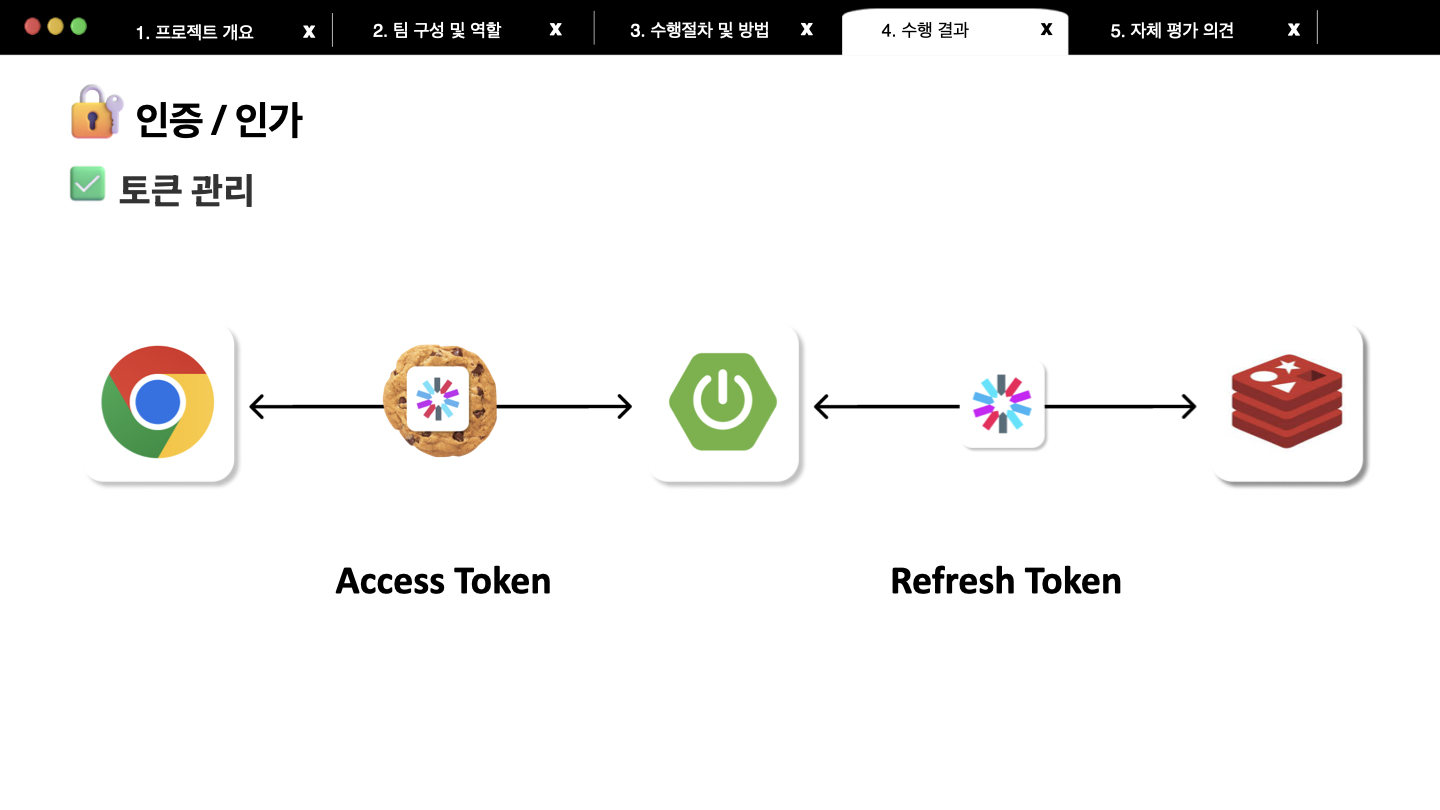 1. 프로젝트 개요 x
2. 팀 구성 및 역할 x
3. 수행절차 및 방법 x
4. 수행 결과 x
5. 자체 평가 의견 x
인증 / 인가
토큰 관리
Access Token
Refresh Token